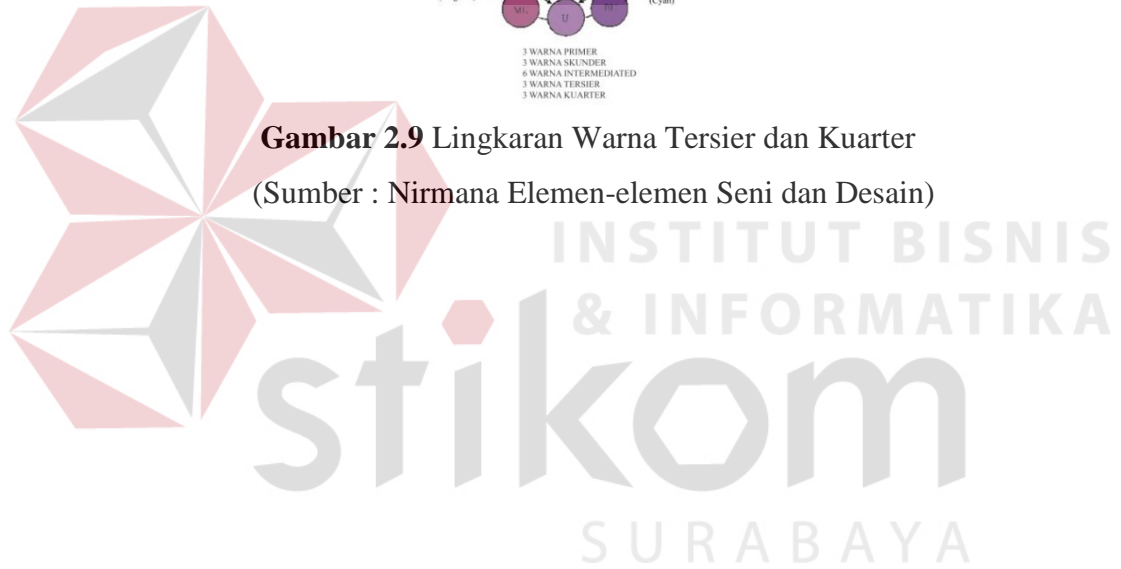 (Cyan)
U
3 WARNA PRIMER
3 WARNA SKUNDER
6 WARNA INTERMEDIATED
3 WARNA TERSIER
3 WARNA KUARTER
Gambar 2.9 Lingkaran Warna Tersier dan Kuarter
(Sumber : Nirmana Elemen-elemen Seni dan Desain)
INSTITUT BISNIS
& INFORMATIKA
stikom
SURABAYA